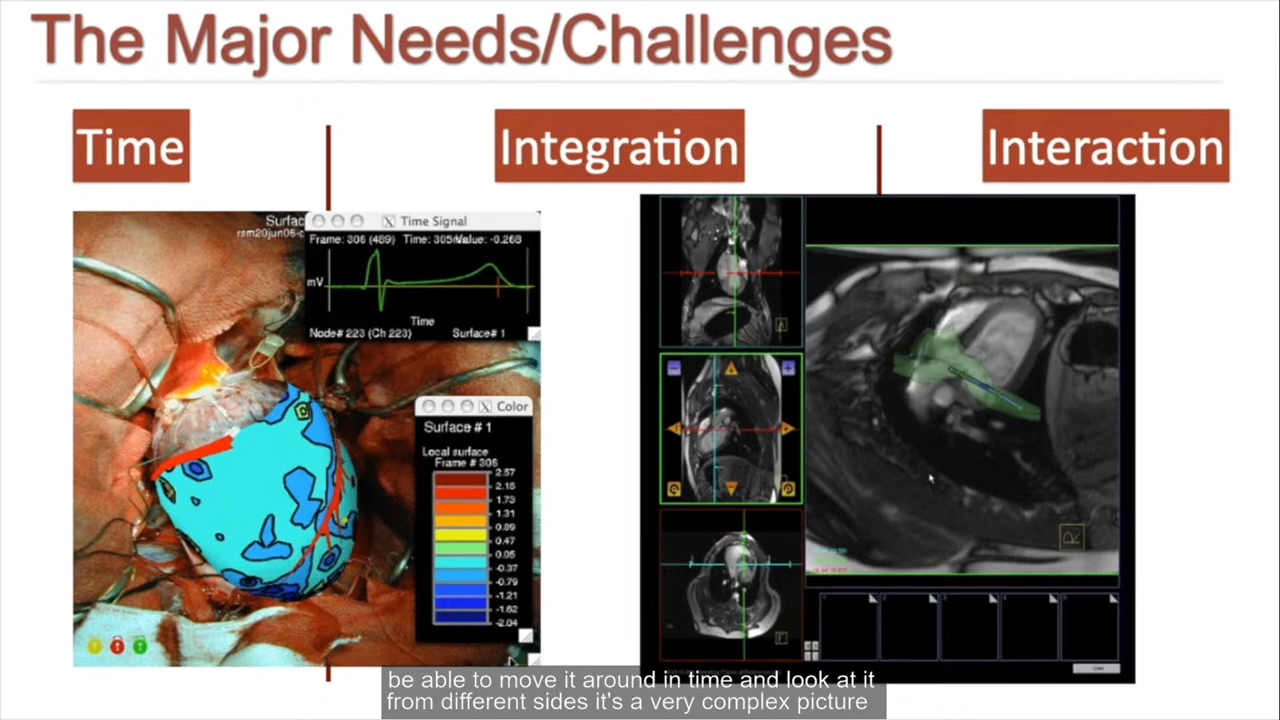 The Major Needs/Challenges
Time
Integration
Interaction
Surfac
rsm20jun06-c
Time Signal
Frame: 306 (489) Time: 305 Value: -0.268
mV
Time
Node# 223 (Ch 223) Surface# 1
Color
Surface # 1
Local surface
Frame # 306
2.57
2.15
1.73
1.31
0.89
0.47
0.05
-0.37
-0.79
-1.21
-1.62
-2.04
be able to move it around in time and look at it
from different sides it's a very complex picture